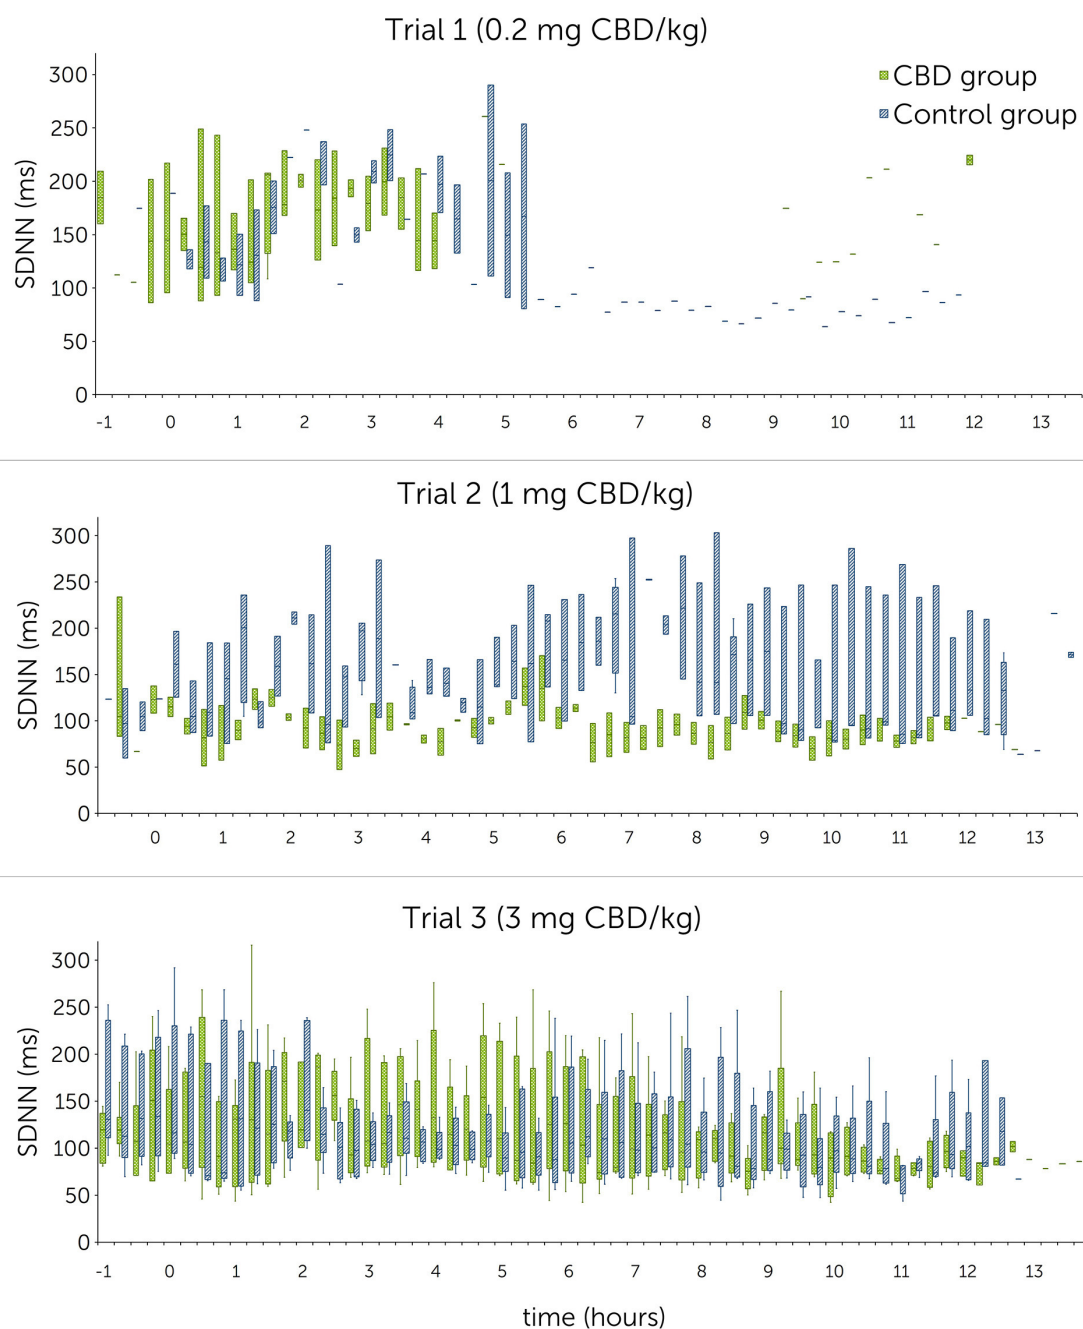 Trial 1 (0.2 mg CBD/kg)
CBD group
Control group
SDNN (ms)
300
250
200
150
100
50
0
-1 0 1 2 3 4 5 6 7 8 9 10 11 12 13
Trial 2 (1 mg CBD/kg)
SDNN (ms)
300
250
200
150
100
50
0
0 1 2 3 4 5 6 7 9 10 11 12 13
Trial 3 (3 mg CBD/kg)
SDNN (ms)
300
250
200
150
100
50
0
-1 0 1 2 3 4 5 6 7 8 9 10 11 12 13
time (hours)